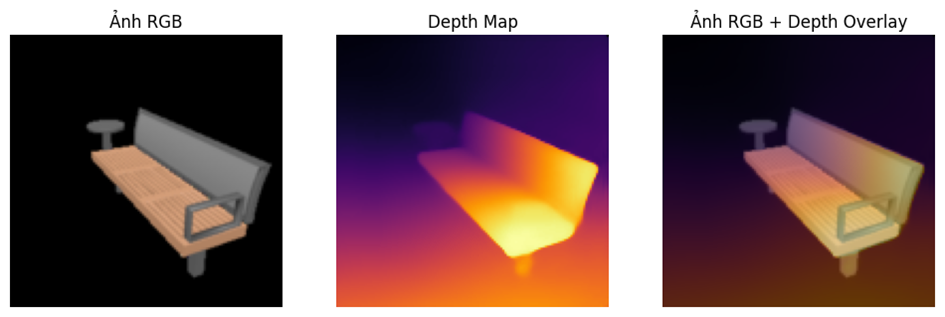 Ảnh RGB
Depth Map
Ảnh RGB + Depth Overlay